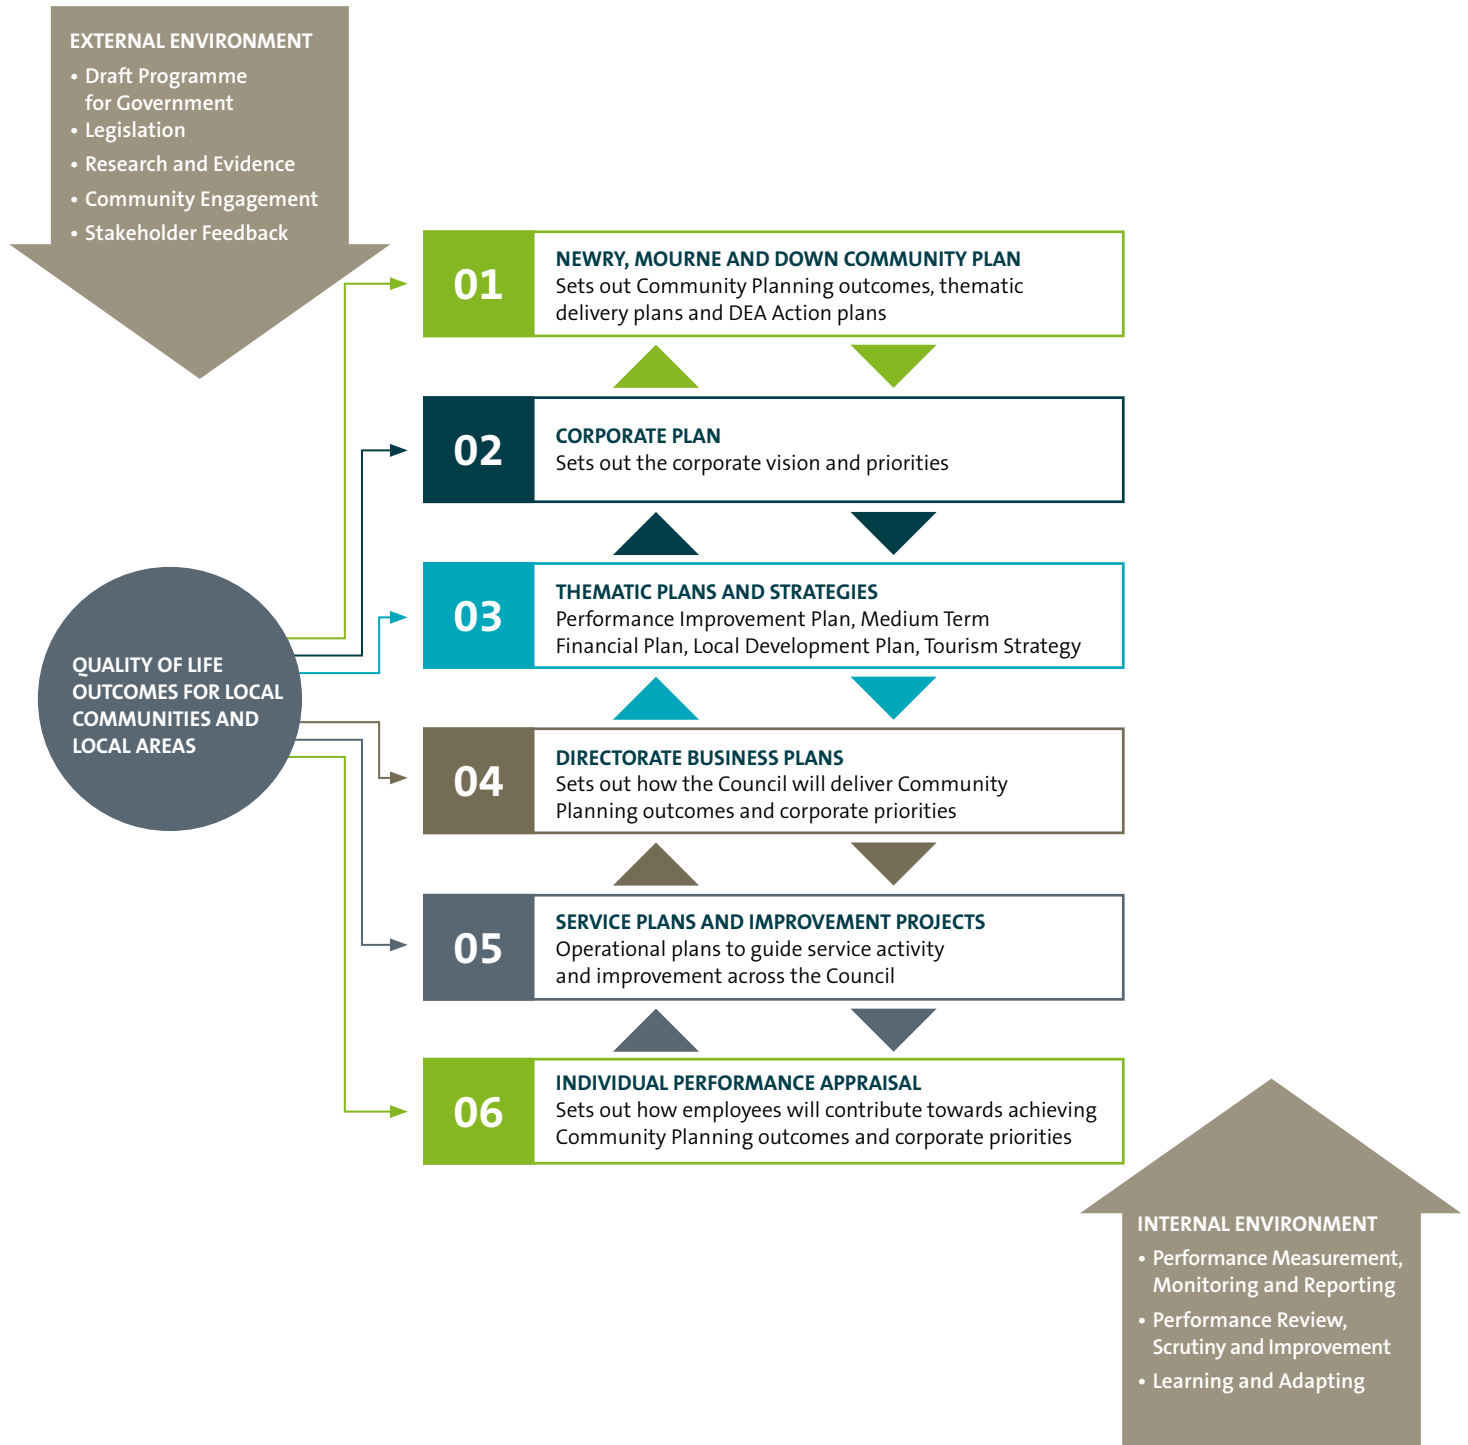 EXTERNAL ENVIRONMENT
• Draft Programme
for Government
• Legislation
• Research and Evidence
• Community Engagement
• Stakeholder Feedback
01
NEWRY, MOURNE AND DOWN COMMUNITY PLAN
Sets out Community Planning outcomes, thematic
delivery plans and DEA Action plans
02
CORPORATE PLAN
Sets out the corporate vision and priorities
03
THEMATIC PLANS AND STRATEGIES
Performance Improvement Plan, Medium Term
Financial Plan, Local Development Plan, Tourism Strategy
QUALITY OF LIFE
OUTCOMES FOR LOCAL
COMMUNITIES AND
LOCAL AREAS
04
DIRECTORATE BUSINESS PLANS
Sets out how the Council will deliver Community
Planning outcomes and corporate priorities
05
SERVICE PLANS AND IMPROVEMENT PROJECTS
Operational plans to guide service activity
and improvement across the Council
06
INDIVIDUAL PERFORMANCE APPRAISAL
Sets out how employees will contribute towards achieving
Community Planning outcomes and corporate priorities
INTERNAL ENVIRONMENT
• Performance Measurement,
Monitoring and Reporting
• Performance Review,
Scrutiny and Improvement
• Learning and Adapting